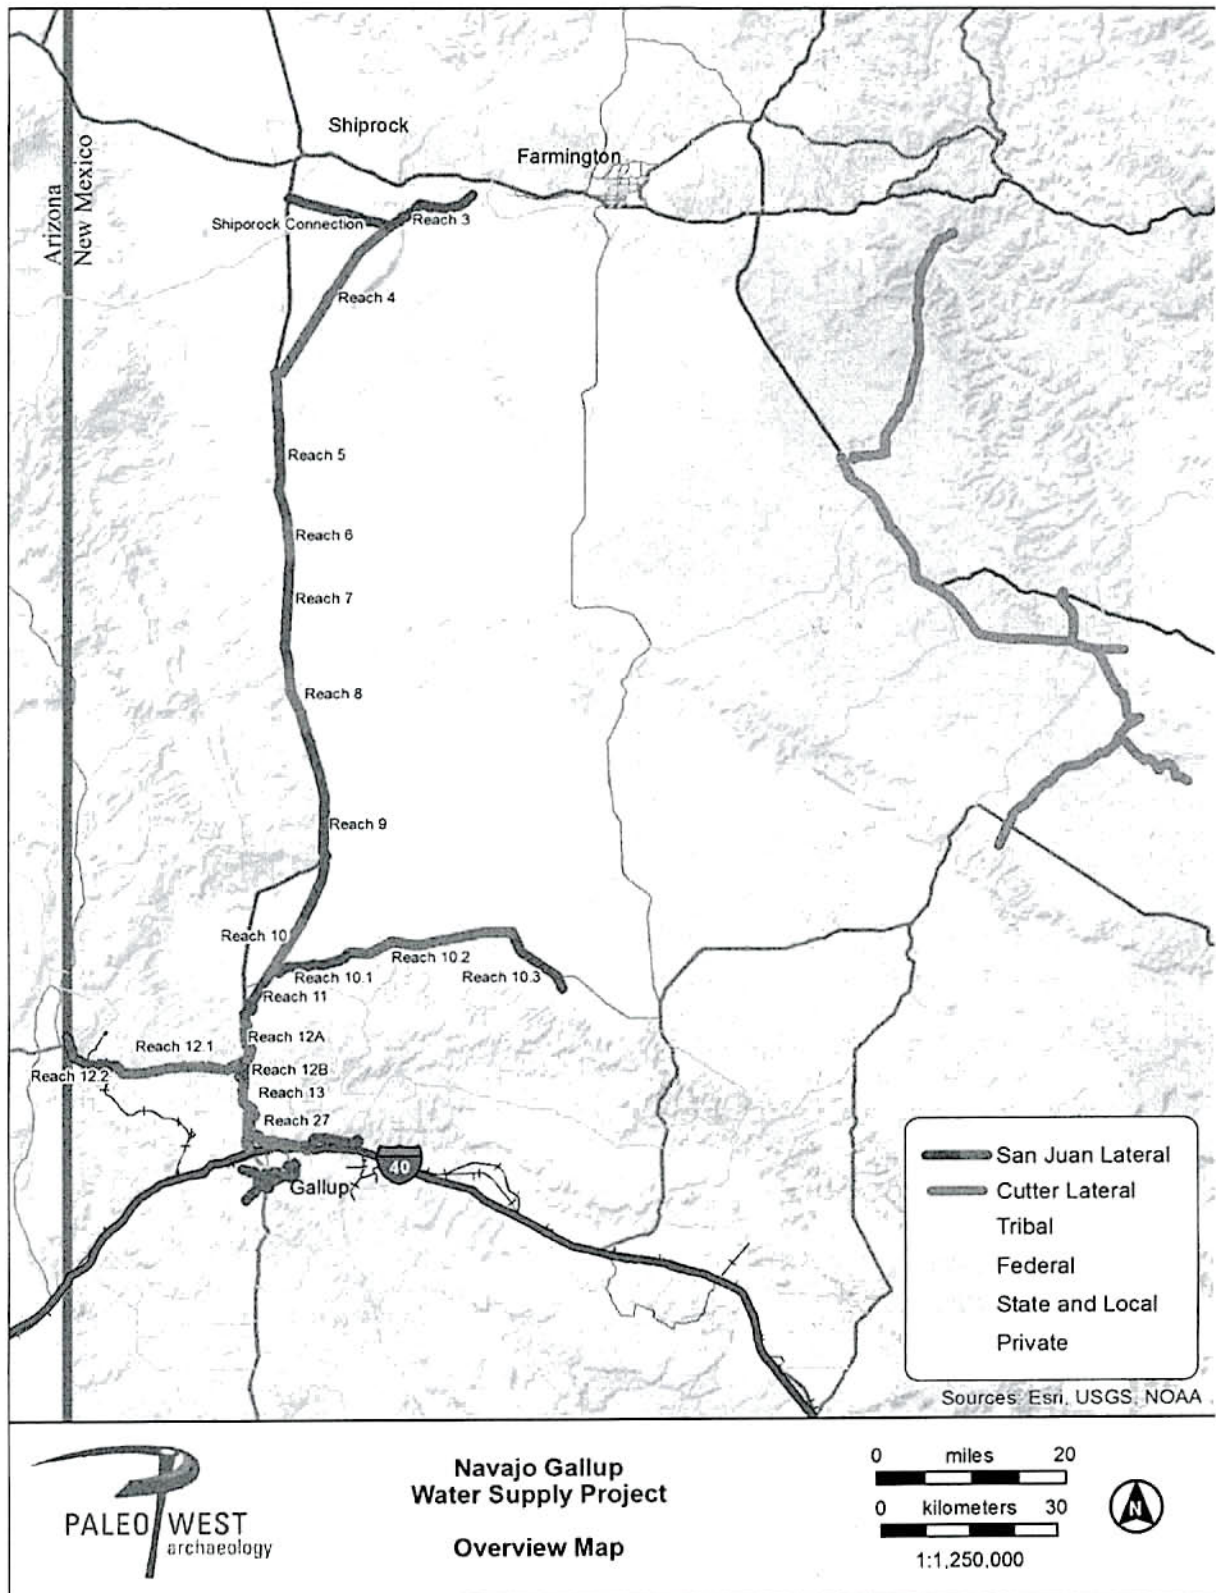 Shiprock
Farmington
Arizona
New Mexico
Shiporock Connection
Reach 3
Reach 4
Reach 5
Reach 6
Reach 7
Reach 8
Reach 9
Reach 10
Reach 10.1
Reach 10.2
Reach 10.3
Reach 11
Reach 12A
Reach 12.1
Reach 12.2
Reach 12B
Reach 13
Reach 27
40
Gallup
San Juan Lateral
Cutter Lateral
Tribal
Federal
State and Local
Private
Sources: Esri, USGS, NOAA
PALEO WEST
archaeology
Navajo Gallup
Water Supply Project
Overview Map
0 miles 20
0 kilometers 30
1:1,250,000
N